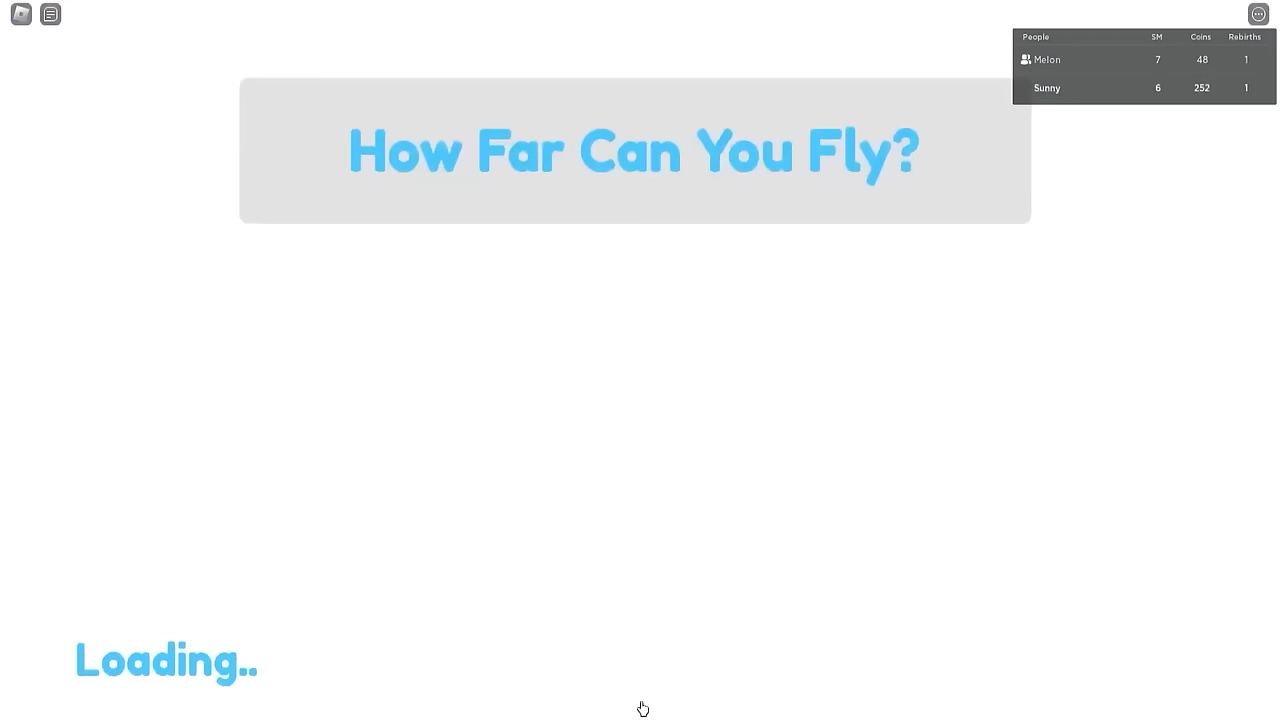 People SM Coins Rebirths
Melon 7 48 1
Sunny 6 252 1
How Far Can You Fly?
Loading..